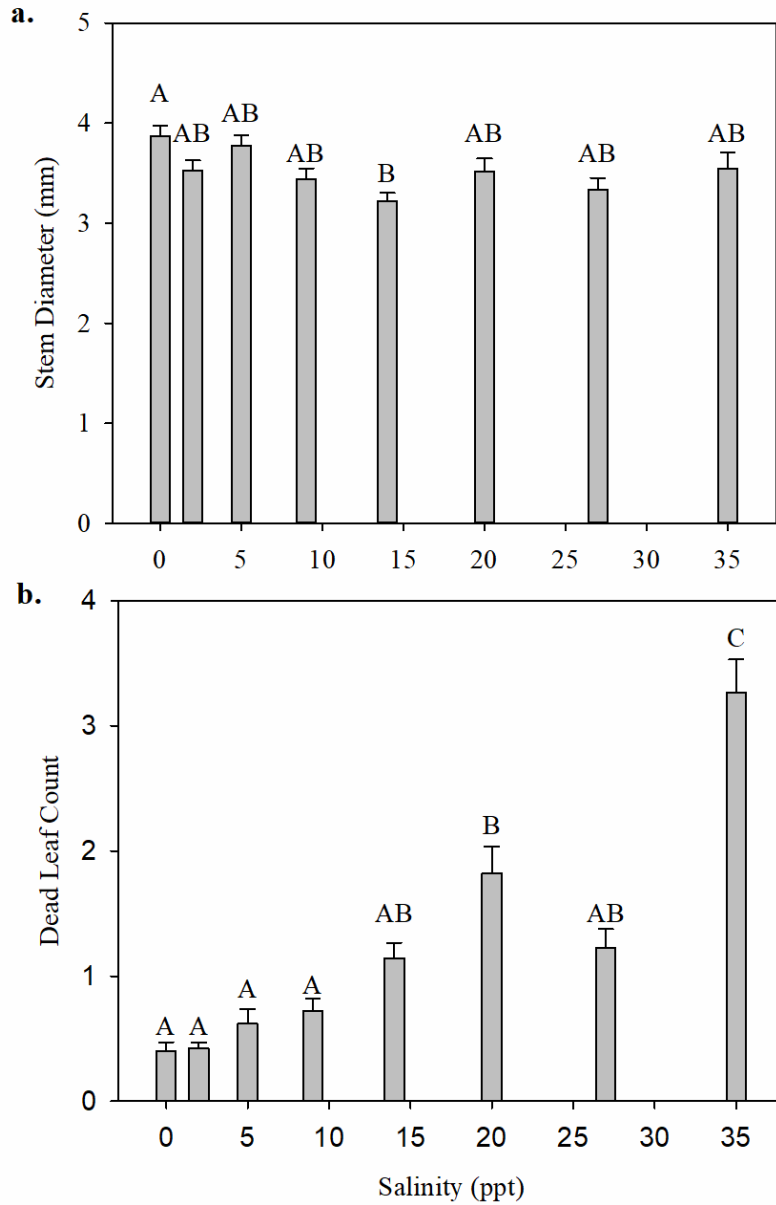 a.
5
4
3
2
1
0
Stem Diameter (mm)
A
AB
AB
AB
B
AB
AB
AB
0 5 10 15 20 25 30 35
b.
4
3
2
1
0
Dead Leaf Count
A
A
A
A
AB
B
AB
C
0 5 10 15 20 25 30 35
Salinity (ppt)